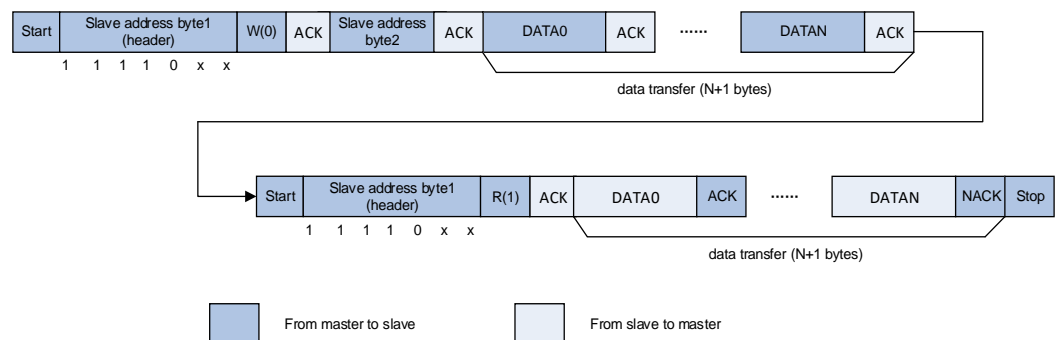 Start Slave address byte1 (header) W(0) ACK Slave address byte2 ACK DATA0 ACK ...... DATAN ACK
1 1 1 1 0 x x
data transfer (N+1 bytes)
Start Slave address byte1 (header) R(1) ACK DATA0 ACK ...... DATAN NACK Stop
1 1 1 1 0 x x
data transfer (N+1 bytes)
From master to slave From slave to master